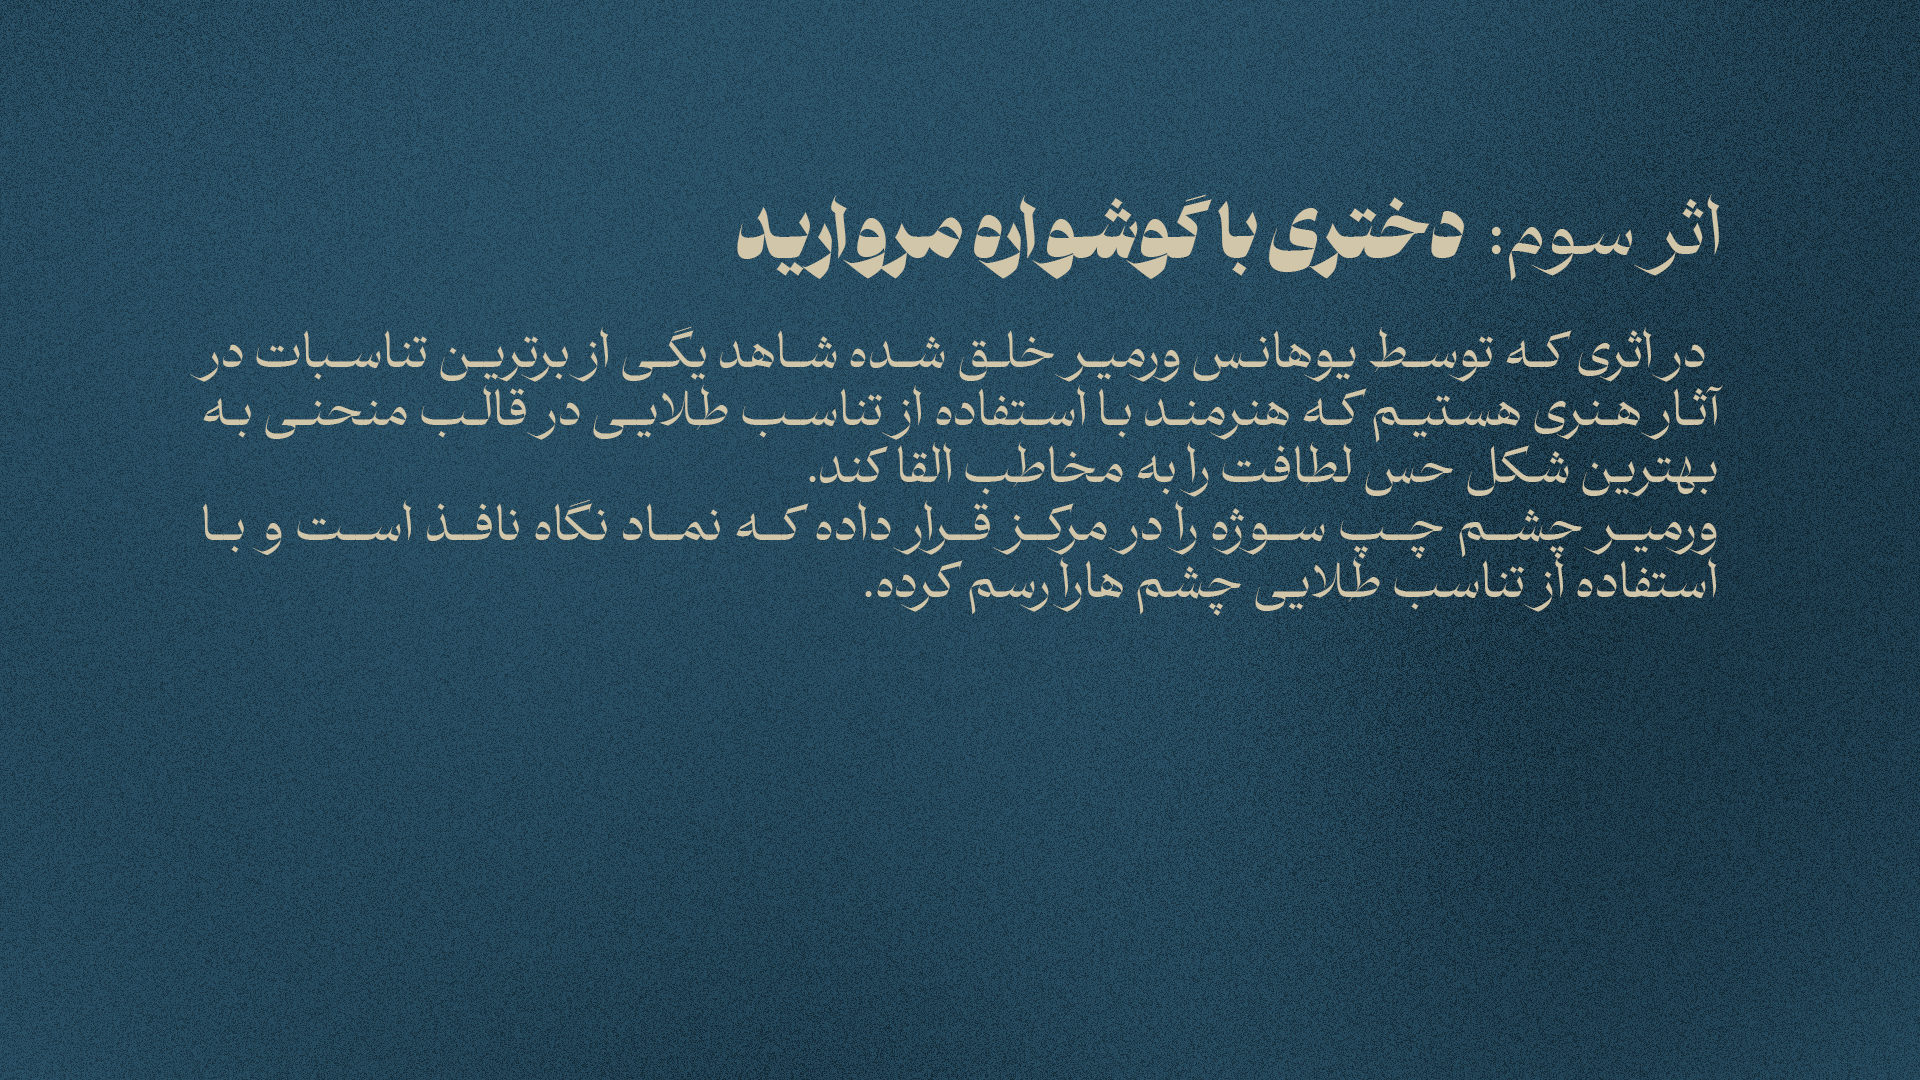 اثر سوم: دختری با گوشواره مروارید
در اثری که توسط یوهانس ورمیر خلق شده شاهد یگی از برترین تناسبات در
آثار هنری هستیم که هنرمند با استفاده از تناسب طلایی در قالب منحنی به
بهترین شکل حس لطافت را به مخاطب القا کند.
ورمیر چشم چپ سوژه را در مرکز قرار داده که نماد نگاه نافذ است و با
استفاده از تناسب طلایی چشم هارا رسم کرده.